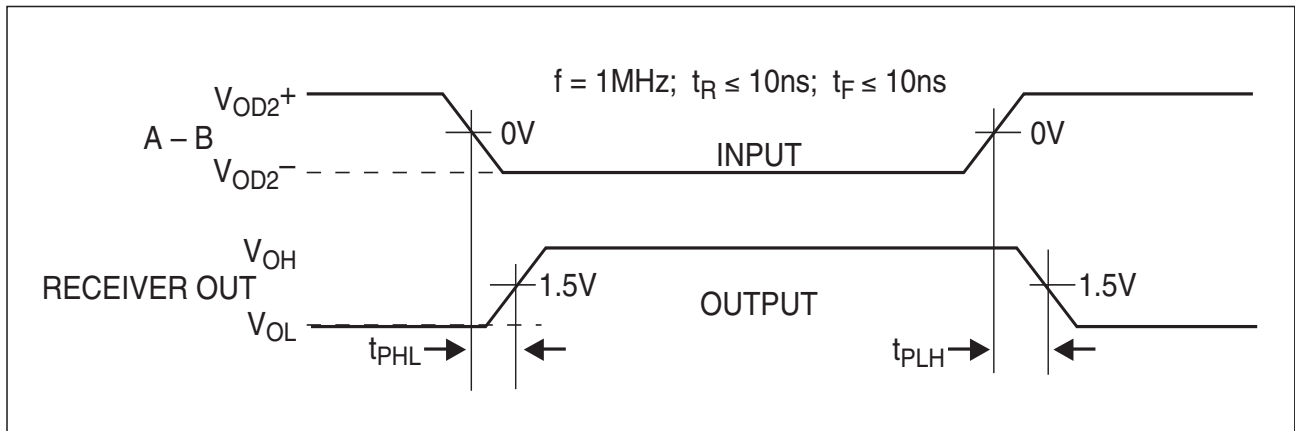 f = 1MHz; tR ≤ 10ns; tF ≤ 10ns
VOD2+
A – B
VOD2–
0V
INPUT
0V
VOH
RECEIVER OUT
VOL
1.5V
OUTPUT
1.5V
tPHL
tPLH